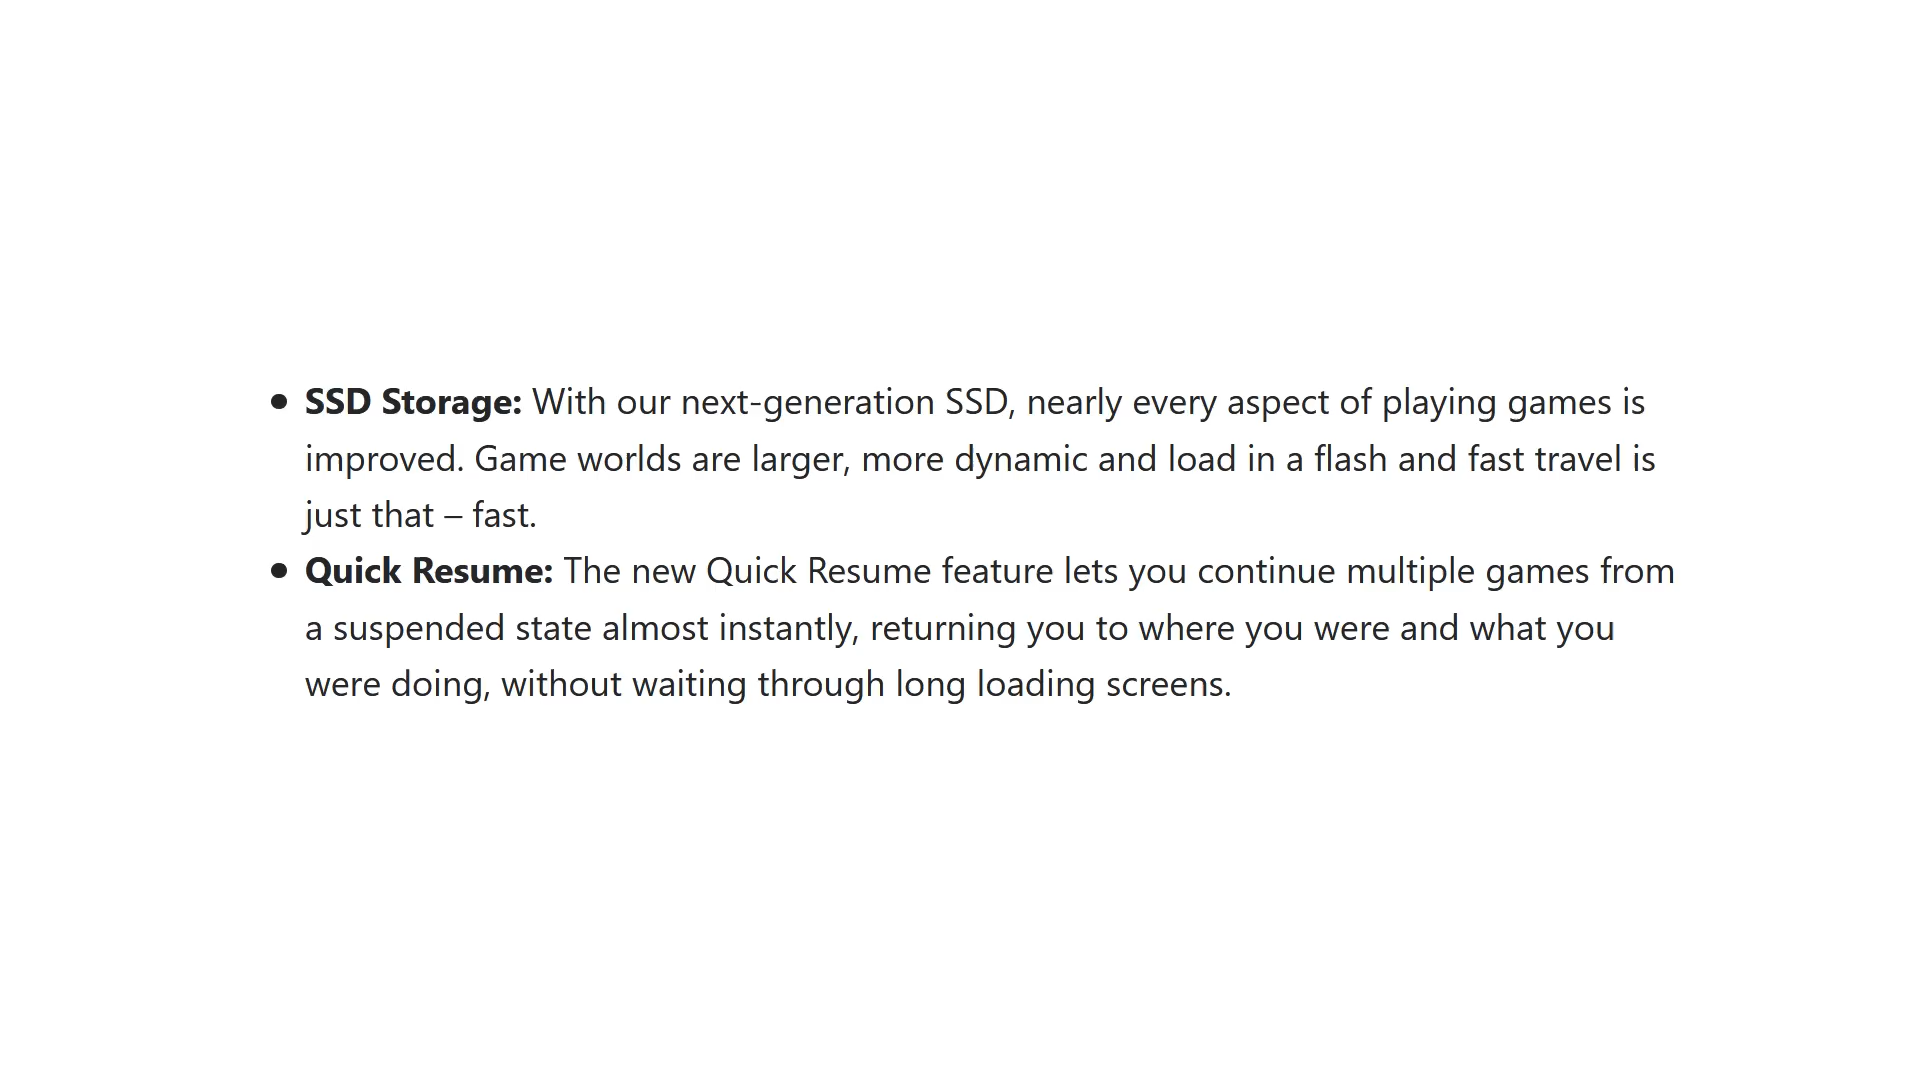 • SSD Storage: With our next-generation SSD, nearly every aspect of playing games is
improved. Game worlds are larger, more dynamic and load in a flash and fast travel is
just that – fast.
• Quick Resume: The new Quick Resume feature lets you continue multiple games from
a suspended state almost instantly, returning you to where you were and what you
were doing, without waiting through long loading screens.